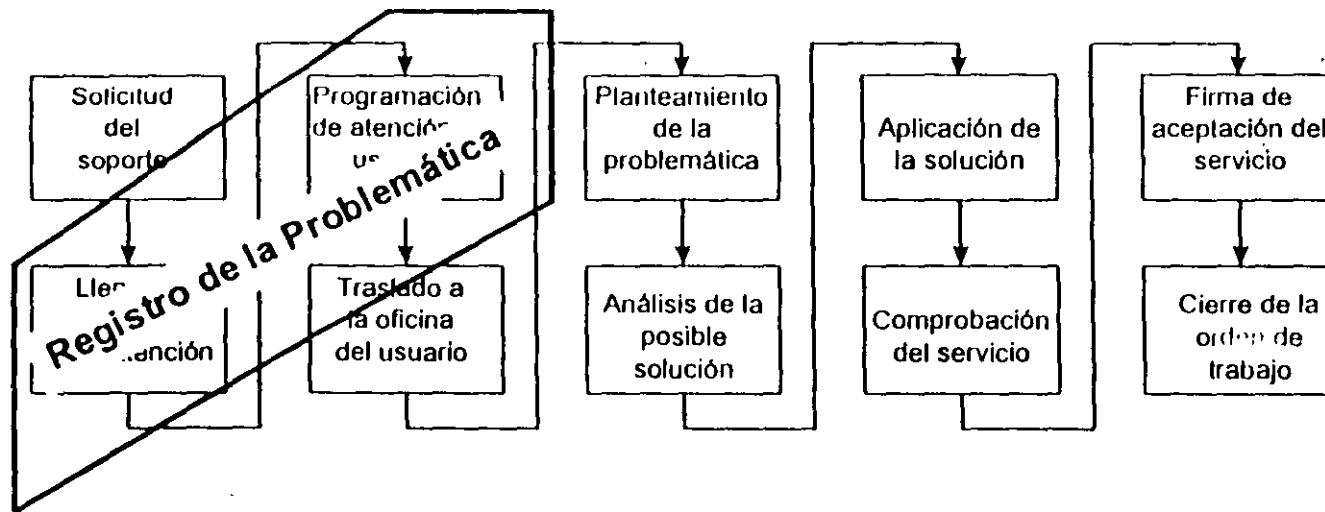 Solicitud
del
soporte
Programación
de atención
Planteamiento
de la
problemática
Aplicación de
la solución
Firma de
aceptación del
servicio
Registro de la Problemática
Traslado a
la oficina
del usuario
Análisis de la
posible
solución
Comprobación
del servicio
Cierre de la
orden de
trabajo